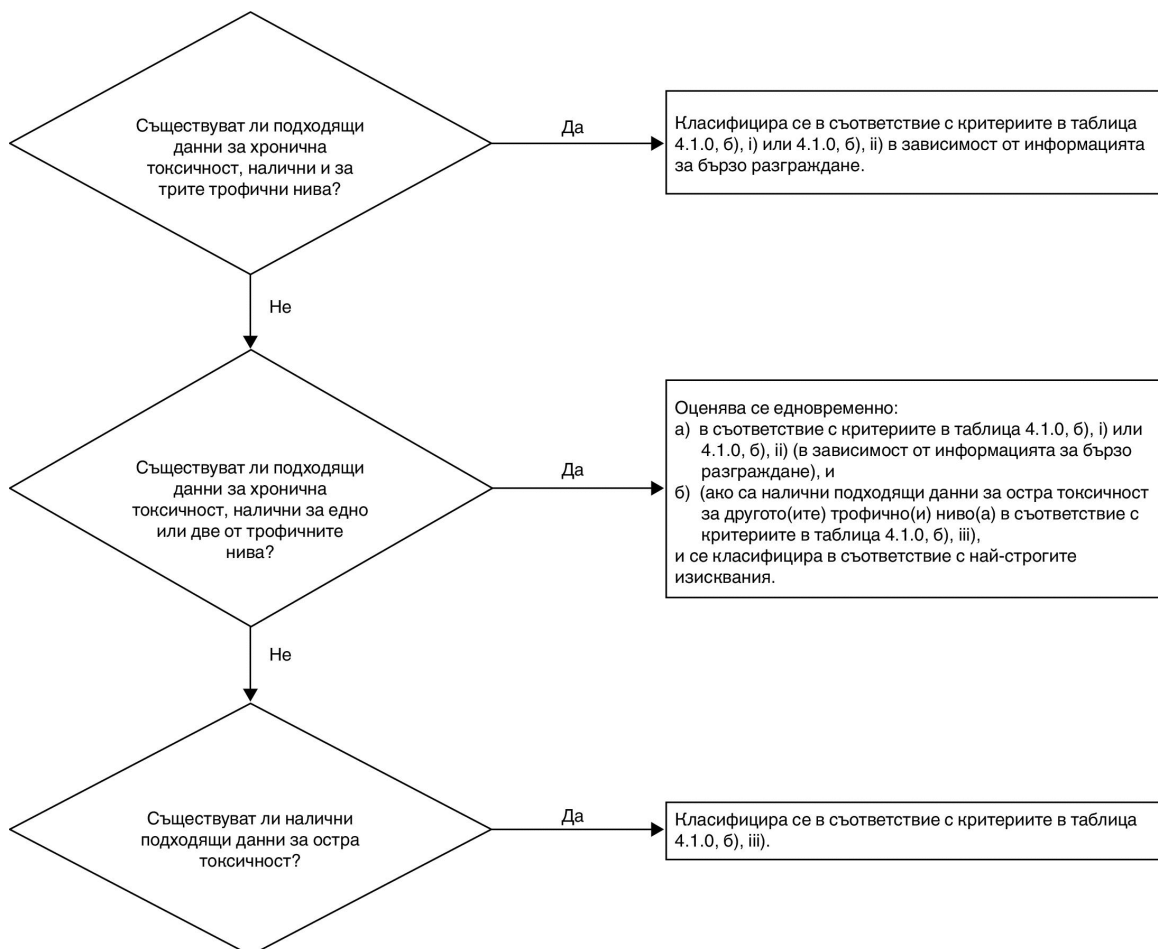 Съществуват ли подходящи
данни за хронична
токсичност, налични и за
трите трофични нива?
Да
Класифицира се в съответствие с критериите в таблица
4.1.0, б), i) или 4.1.0, б), ii) в зависимост от информацията
за бързо разграждане.
Не
Съществуват ли подходящи
данни за хронична
токсичност, налични за едно
или две от трофичните
нива?
Да
Оценява се едновременно:
а) в съответствие с критериите в таблица 4.1.0, б), i) или
4.1.0, б), ii) (в зависимост от информацията за бързо
разграждане), и
б) (ако са налични подходящи данни за остра токсичност
за другото(ите) трофично(и) ниво(а) в съответствие с
критериите в таблица 4.1.0, б), iii),
и се класифицира в съответствие с най-строгите
изисквания.
Не
Съществуват ли налични
подходящи данни за остра
токсичност?
Да
Класифицира се в съответствие с критериите в таблица
4.1.0, б), iii).